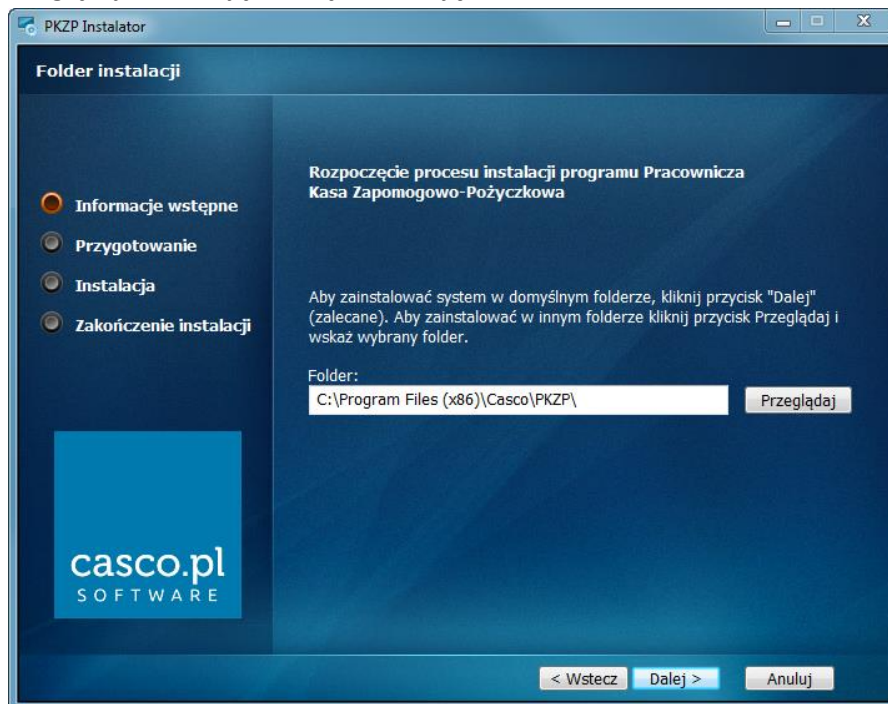 PKZP Instalator
Folder instalacji
Informacje wstępne
Przygotowanie
Instalacja
Zakończenie instalacji
Rozpoczęcie procesu instalacji programu Pracownicza
Kasa Zapomogowo-Pożyczkowa
Aby zainstalować system w domyślnym folderze, kliknij przycisk "Dalej"
(zalecane). Aby zainstalować w innym folderze kliknij przycisk Przeglądaj i
wskaż wybrany folder.
Folder:
C:\Program Files (x86)\Casco\PKZP\
Przeglądaj
casco.pl
SOFTWARE
< Wstecz
Dalej >
Anuluj